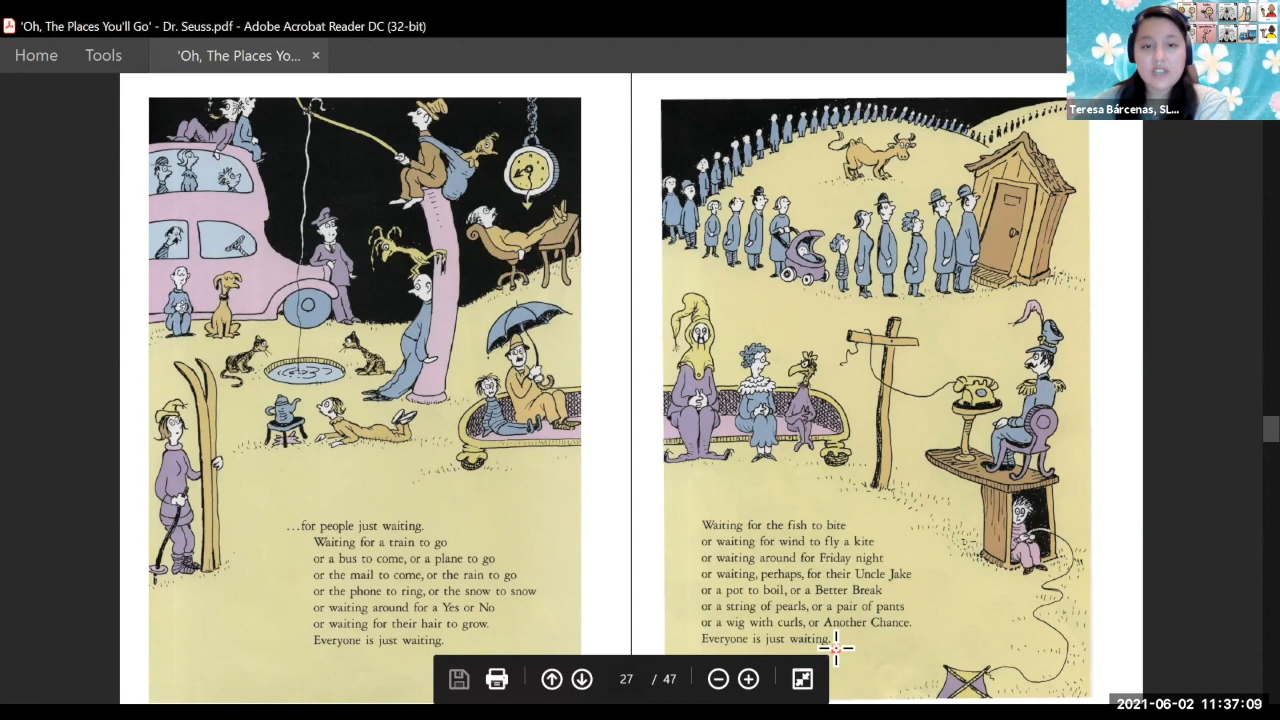 'Oh, The Places You'll Go' - Dr. Seuss.pdf - Adobe Acrobat Reader DC (32-bit)
Home Tools 'Oh, The Places Yo... ×
Teresa Bárcenas, SL...
...for people just waiting.
Waiting for a train to go
or a bus to come, or a plane to go
or the mail to come, or the rain to go
or the phone to ring, or the snow to snow
or waiting around for a Yes or No
or waiting for their hair to grow.
Everyone is just waiting.
Waiting for the fish to bite
or waiting for wind to fly a kite
or waiting around for Friday night
or waiting, perhaps, for their Uncle Jake
or a pot to boil, or a Better Break
or a string of pearls, or a pair of pants
or a wig with curls, or Another Chance.
Everyone is just waiting.
27 / 47
2021-06-02 11:37:09